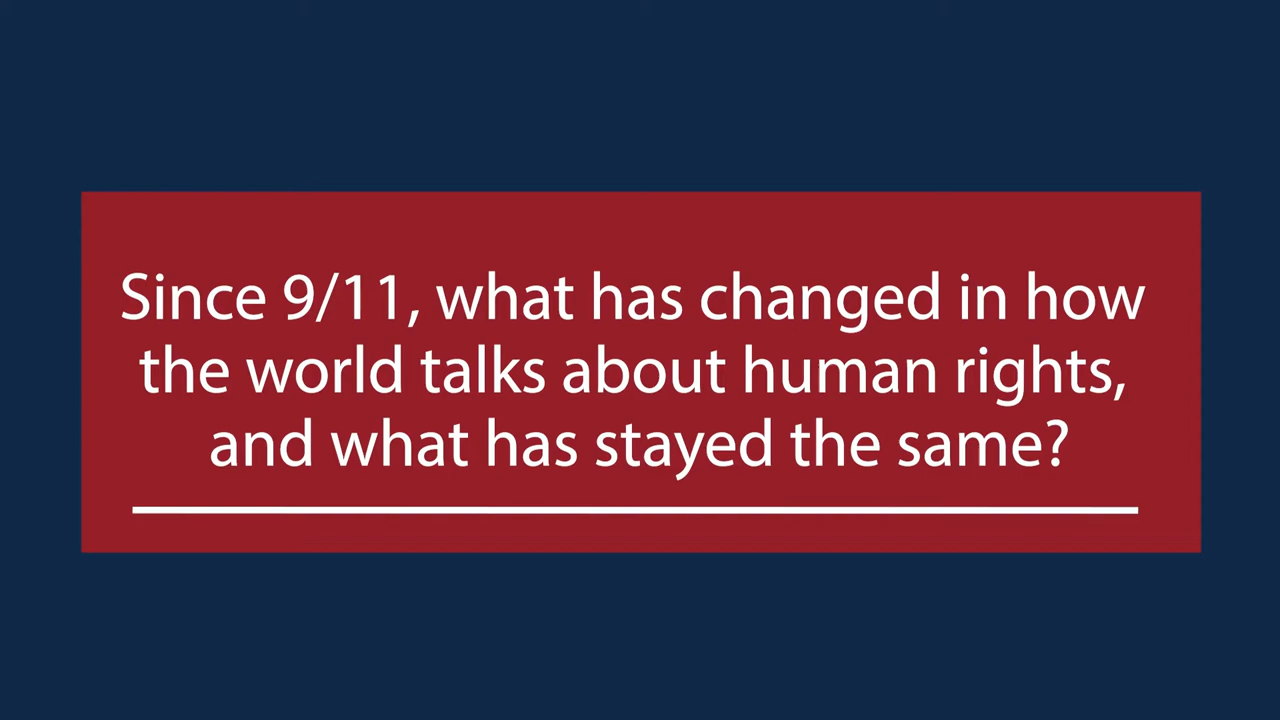 Since 9/11, what has changed in how
the world talks about human rights,
and what has stayed the same?